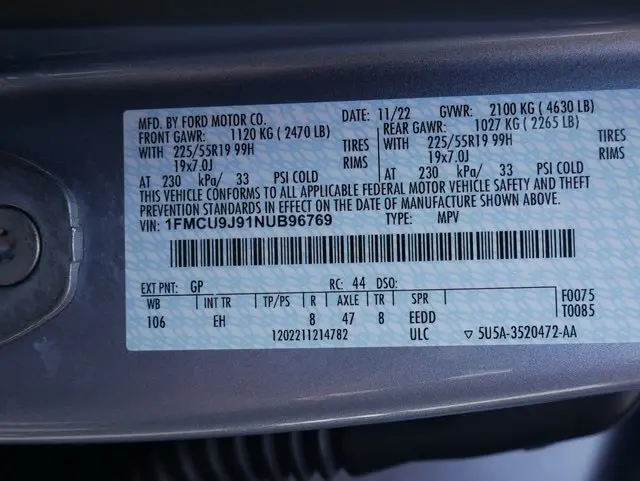 MFD. BY FORD MOTOR CO. DATE: 11/22 GVWR: 2100 KG ( 4630 LB)
FRONT GAWR: 1120 KG ( 2470 LB) REAR GAWR: 1027 KG ( 2265 LB)
WITH 225/55R19 99H TIRES WITH 225/55R19 99H TIRES
19x7.0J RIMS 19x7.0J RIMS
AT 230 kPa/ 33 PSI COLD AT 230 kPa/ 33 PSI COLD
THIS VEHICLE CONFORMS TO ALL APPLICABLE FEDERAL MOTOR VEHICLE SAFETY AND THEFT
PREVENTION STANDARDS IN EFFECT ON THE DATE OF MANUFACTURE SHOWN ABOVE.
VIN: 1FMCU9J91NUB96769 TYPE: MPV
EXT PNT: GP RC: 44 DSO:
WB INT TR TP/PS R AXLE TR SPR F0075
106 EH 8 47 8 EEDD T0085
1202211214782 ULC ▽ 5U5A-3520472-AA